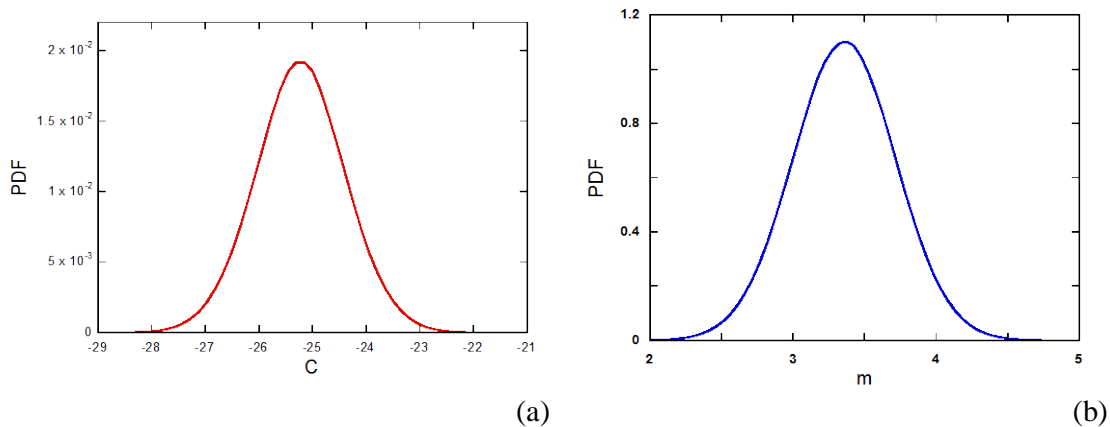 PDF
2 x 10⁻²
1.5 x 10⁻²
1 x 10⁻²
5 x 10⁻³
0
-29 -28 -27 -26 -25 -24 -23 -22 -21
C
(a)
PDF
1.2
0.8
0.4
0
2 3 4 5
m
(b)